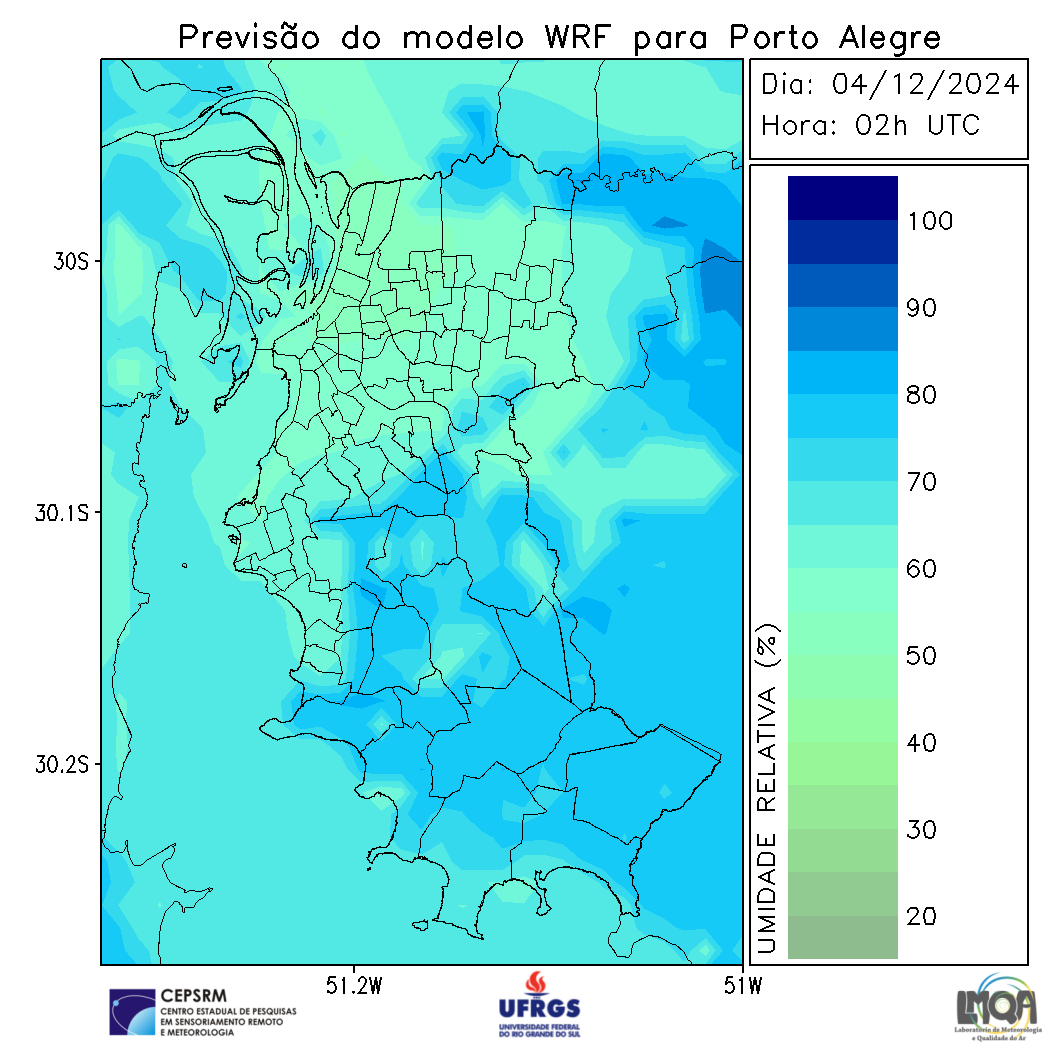 Previsão do modelo WRF para Porto Alegre
Dia: 04/12/2024
Hora: 02h UTC
30S
30.1S
30.2S
51.2W
51W
100
90
80
70
60
50
40
30
20
UMIDADE RELATIVA (%)
CEPSRM
CENTRO ESTADUAL DE PESQUISAS
EM SENSORIAMENTO REMOTO
E METEOROLOGIA
UFRGS
UNIVERSIDADE FEDERAL
DO RIO GRANDE DO SUL
LMQA
Laboratório de Meteorologia
e Qualidade do Ar